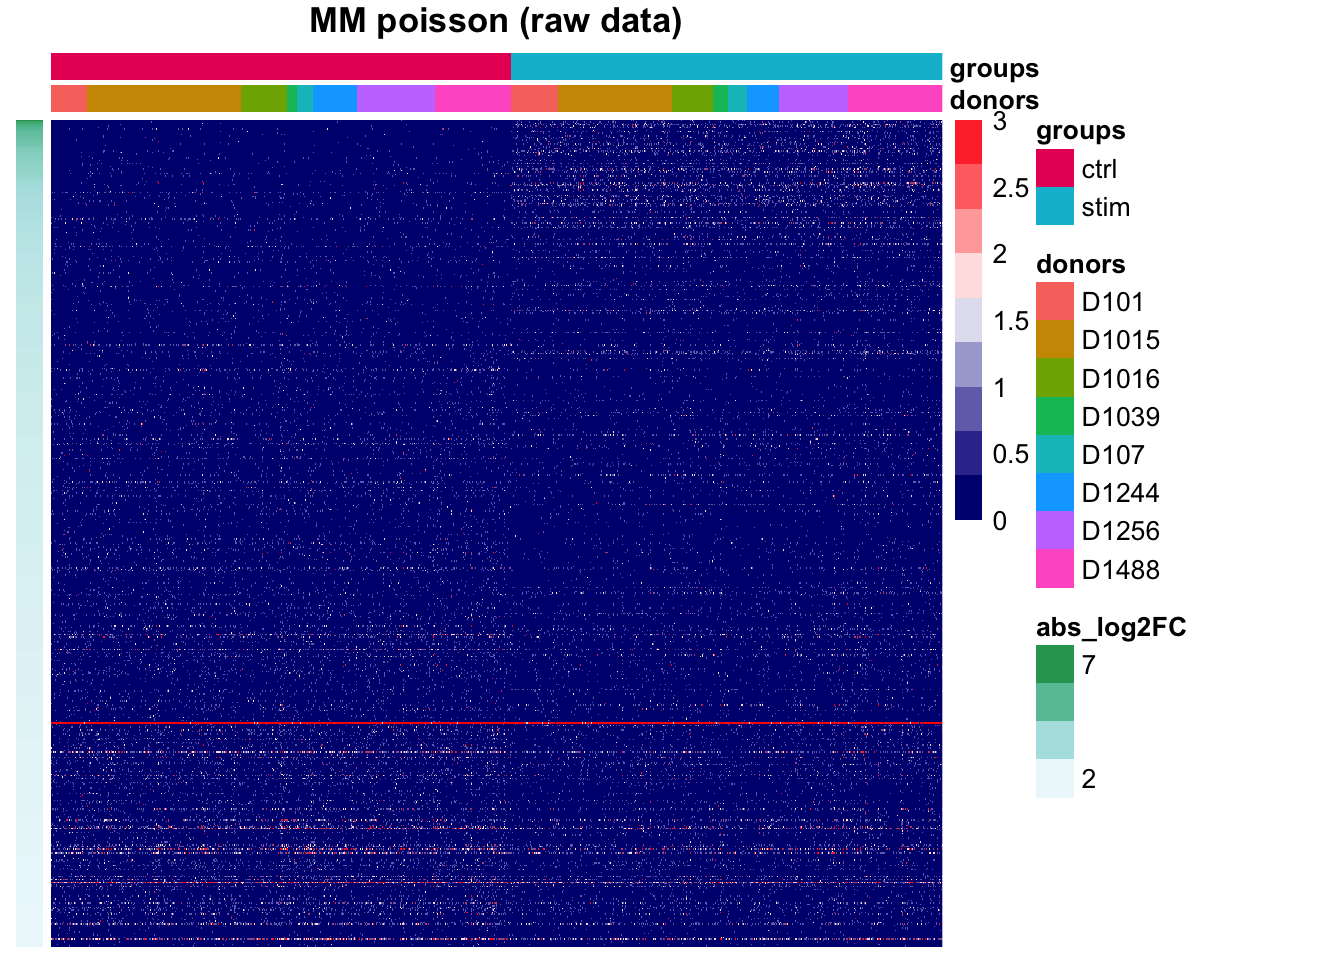 MM poisson (raw data)
groups
donors
3
2.5
2
1.5
1
0.5
0
groups
ctrl
stim
donors
D101
D1015
D1016
D1039
D107
D1244
D1256
D1488
abs_log2FC
7
2